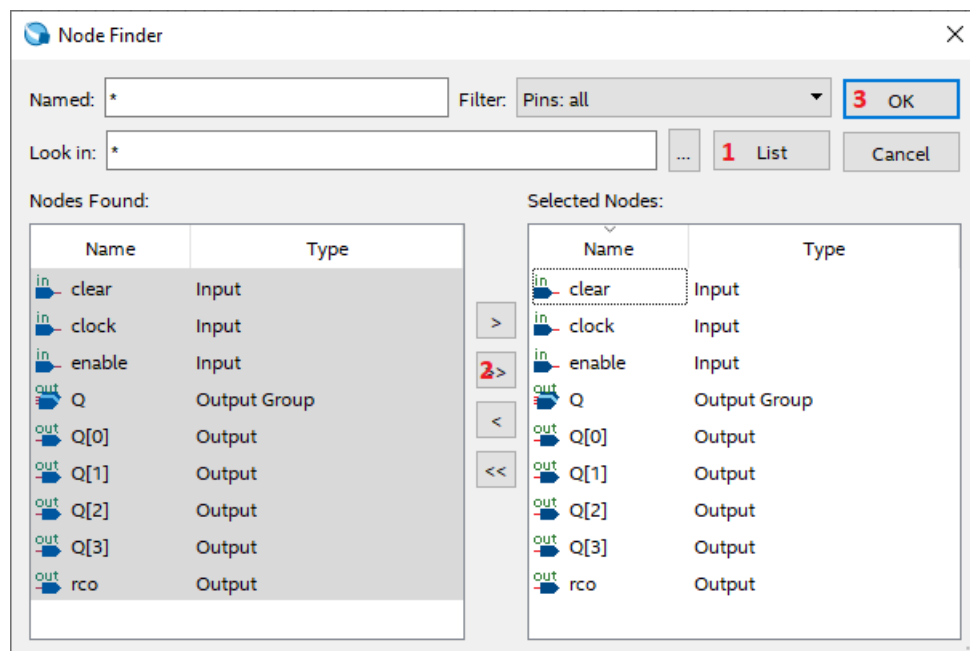 Node Finder
Named: * Filter: Pins: all 3 OK
Look in: * ... 1 List Cancel
Nodes Found: Selected Nodes:
Name Type Name Type
in clear Input in clear Input
in clock Input > in clock Input
in enable Input 2>> in enable Input
out Q Output Group < out Q Output Group
out Q[0] Output out Q[0] Output
out Q[1] Output << out Q[1] Output
out Q[2] Output out Q[2] Output
out Q[3] Output out Q[3] Output
out rco Output out rco Output